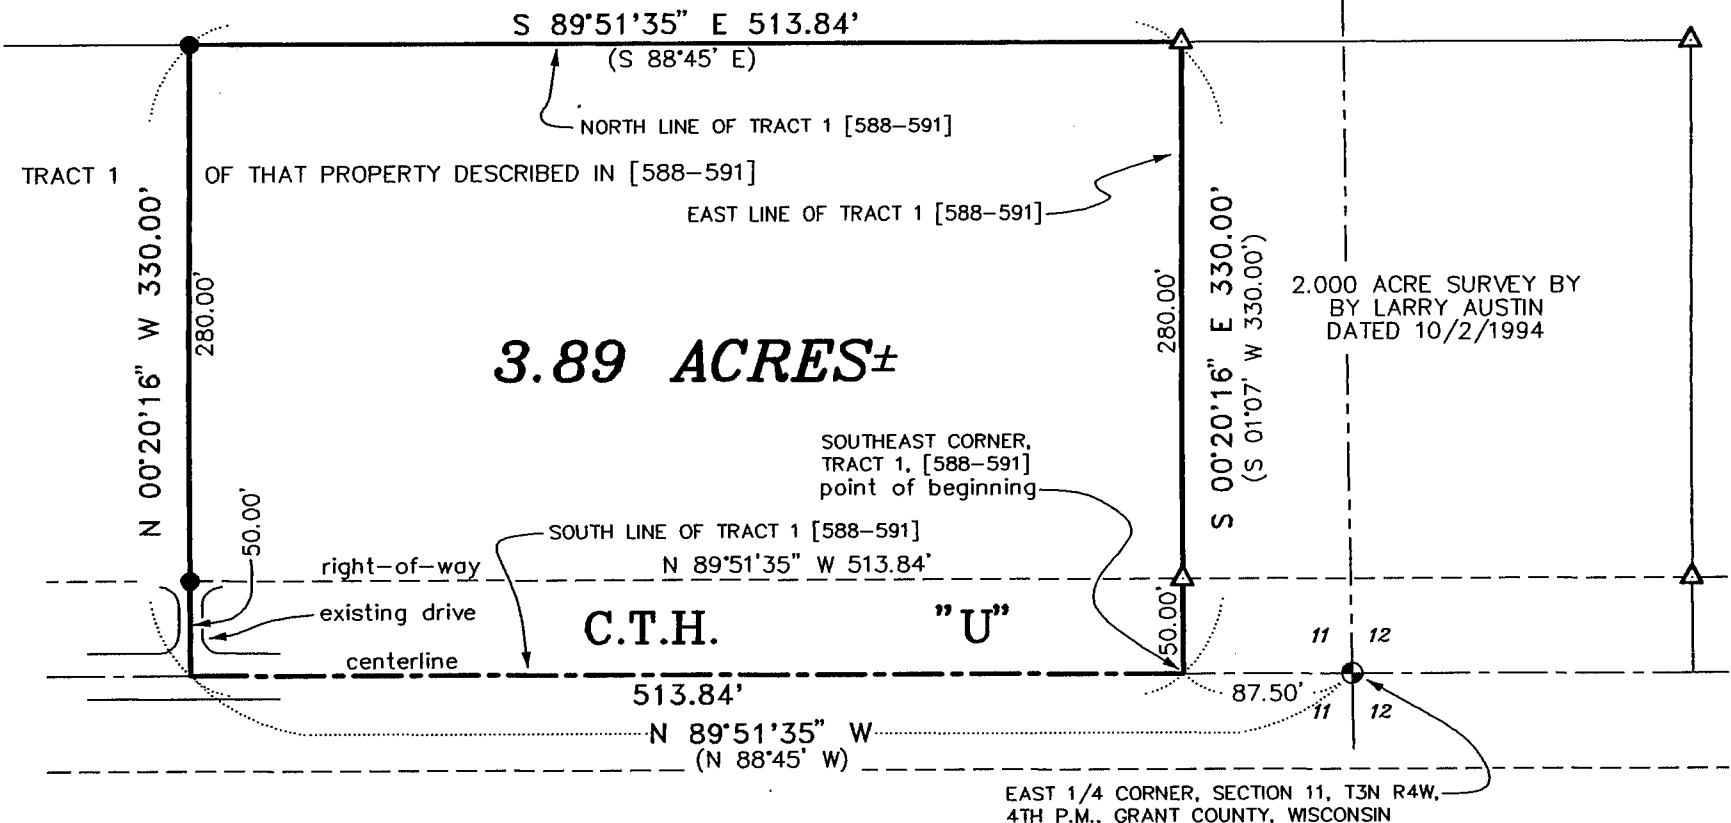 S 89°51'35" E 513.84'
(S 88°45' E)
NORTH LINE OF TRACT 1 [588-591]
TRACT 1 OF THAT PROPERTY DESCRIBED IN [588-591]
EAST LINE OF TRACT 1 [588-591]
N 00°20'16" W 330.00'
280.00'
280.00'
S 00°20'16" E 330.00'
(S 01°07' W 330.00')
2.000 ACRE SURVEY BY
BY LARRY AUSTIN
DATED 10/2/1994
3.89 ACRES±
SOUTHEAST CORNER,
TRACT 1, [588-591]
point of beginning
50.00'
SOUTH LINE OF TRACT 1 [588-591]
right-of-way
N 89°51'35" W 513.84'
existing drive
C.T.H. "U"
50.00'
11 12
centerline
513.84'
87.50'
11 12
N 89°51'35" W
(N 88°45' W)
EAST 1/4 CORNER, SECTION 11, T3N R4W,
4TH P.M., GRANT COUNTY, WISCONSIN